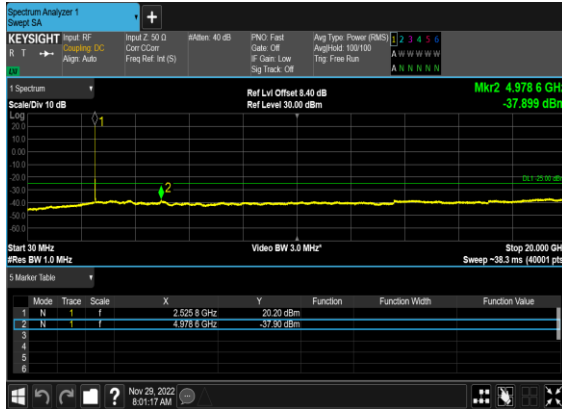 Spectrum Analyzer 1
Swept SA
KEYSIGHT Input: RF Input Z: 50 Ω #Atten: 40 dB PNO: Fast Avg Type: Power (RMS) 1 2 3 4 5 6
R T Coupling: DC Corr CCorr Gate: Off Avg|Hold: 100/100 A W W W W W
Align: Auto Freq Ref: Int (S) IF Gain: Low Trig: Free Run
LU Sig Track: Off A N N N N N
1 Spectrum Ref Lvl Offset 8.40 dB Mkr2 4.978 6 GHz
Scale/Div 10 dB Ref Level 30.00 dBm -37.899 dBm
Log
20.0
10.0
0.00
-10.0
-20.0
DL1 -25.00 dBm
-30.0
-40.0
-50.0
-60.0
1
2
Start 30 MHz Video BW 3.0 MHz* Stop 20.000 GHz
#Res BW 1.0 MHz Sweep ~38.3 ms (40001 pts)
5 Marker Table
Mode Trace Scale X Y Function Function Width Function Value
1 N 1 f 2.525 8 GHz 20.20 dBm
2 N 1 f 4.978 6 GHz -37.90 dBm
3
4
5
6
? Nov 29, 2022
8:01:17 AM